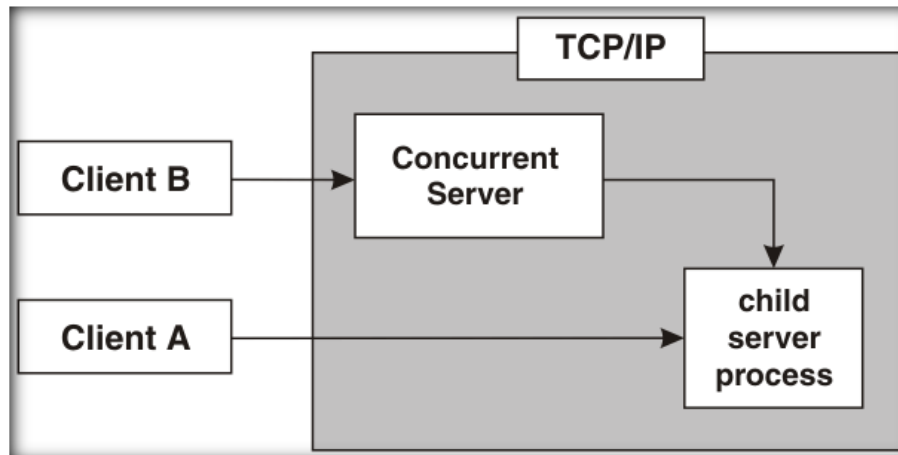 TCP/IP
Client B
Concurrent
Server
Client A
child
server
process